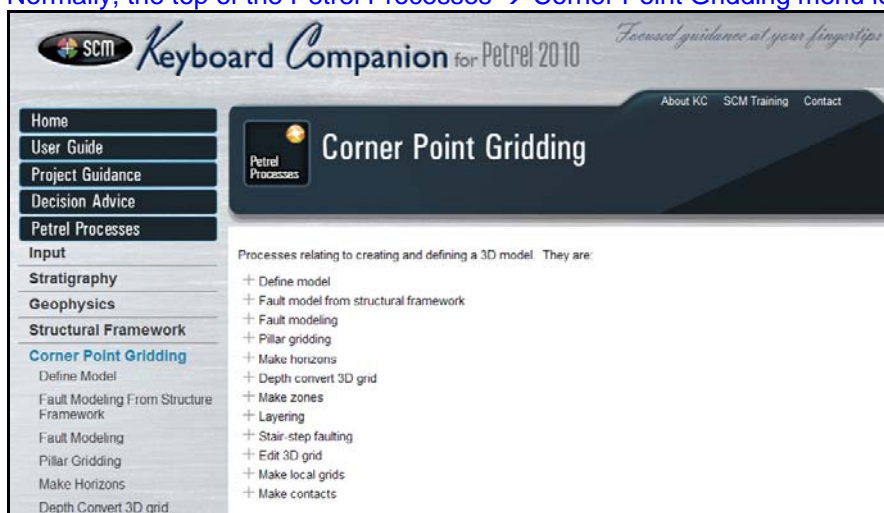 Normally, the top of the Petrel Processes → Corner Point Gridding menu
SCM Keyboard Companion for Petrel 2010
Focused guidance at your fingertips
About KC SCM Training Contact
Home
User Guide
Project Guidance
Decision Advice
Petrel Processes
Input
Stratigraphy
Geophysics
Structural Framework
Corner Point Gridding
Define Model
Fault Modeling From Structure
Framework
Fault Modeling
Pillar Gridding
Make Horizons
Depth Convert 3D grid
Petrel
Processes
Corner Point Gridding
Processes relating to creating and defining a 3D model. They are:
Define model
Fault model from structural framework
Fault modeling
Pillar gridding
Make horizons
Depth convert 3D grid
Make zones
Layering
Stair-step faulting
Edit 3D grid
Make local grids
Make contacts